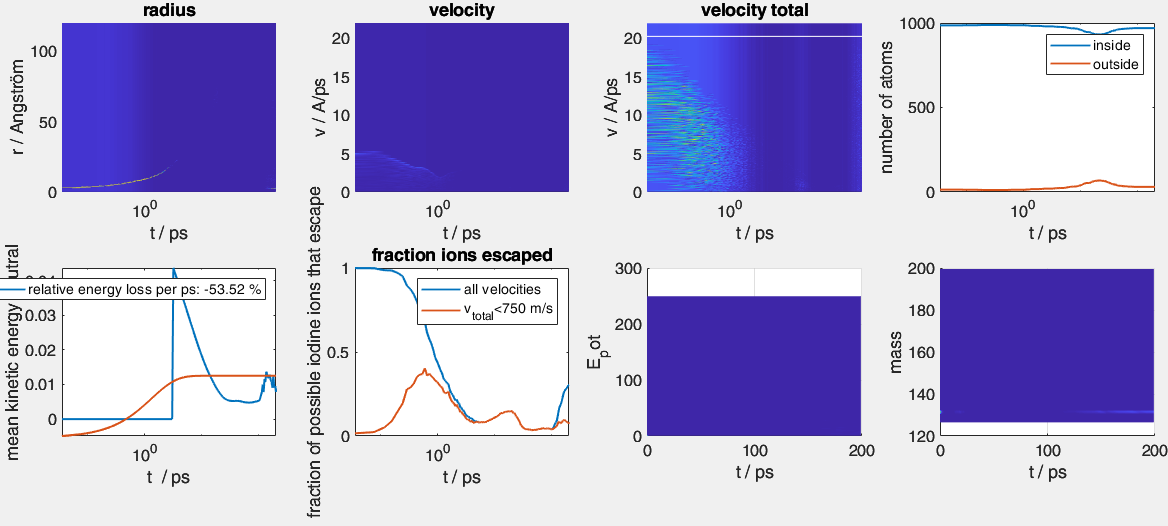 radius
100
50
0
r / Angström
10^0
t / ps
velocity
20
15
10
5
0
v / A/ps
10^0
t / ps
velocity total
20
15
10
5
0
v / A/ps
10^0
t / ps
1000
500
0
number of atoms
inside
outside
10^0
t / ps
0.03
0.02
0.01
0
mean kinetic energy
utral
relative energy loss per ps: -53.52 %
10^0
t / ps
fraction ions escaped
1
0.5
0
fraction of possible iodine ions that escape
all velocities
v_total<750 m/s
10^0
t / ps
300
200
100
0
E_pot
0
100
200
t / ps
200
180
160
140
120
mass
0
100
200
t / ps